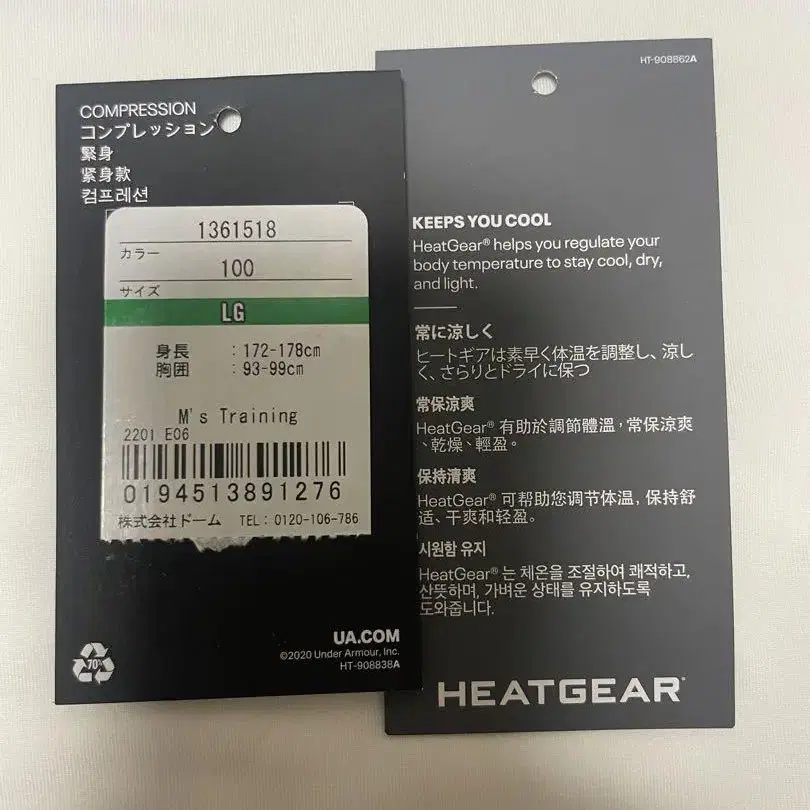 COMPRESSION
コンプレッション
緊身
紧身款
컴프레션
1361518
カラー
100
サイズ
LG
身長 : 172-178cm
胸囲 : 93-99cm
M's Training
2201 E06
0194513891276
株式会社ドーム TEL: 0120-106-786
70%
UA.COM
©2020 Under Armour, Inc.
HT-908838A
HT-908862A
KEEPS YOU COOL
HeatGear® helps you regulate your
body temperature to stay cool, dry,
and light.
常に涼しく
ヒートギアは素早く体温を調整し、涼し
く、さらりとドライに保つ
常保涼爽
HeatGear® 有助於調節體溫，常保涼爽
、乾燥、輕盈。
保持清爽
HeatGear® 可帮助您调节体温，保持舒
适、干爽和轻盈。
시원함 유지
HeatGear® 는 체온을 조절하여 쾌적하고,
산뜻하며, 가벼운 상태를 유지하도록
도와줍니다.
HEATGEAR®